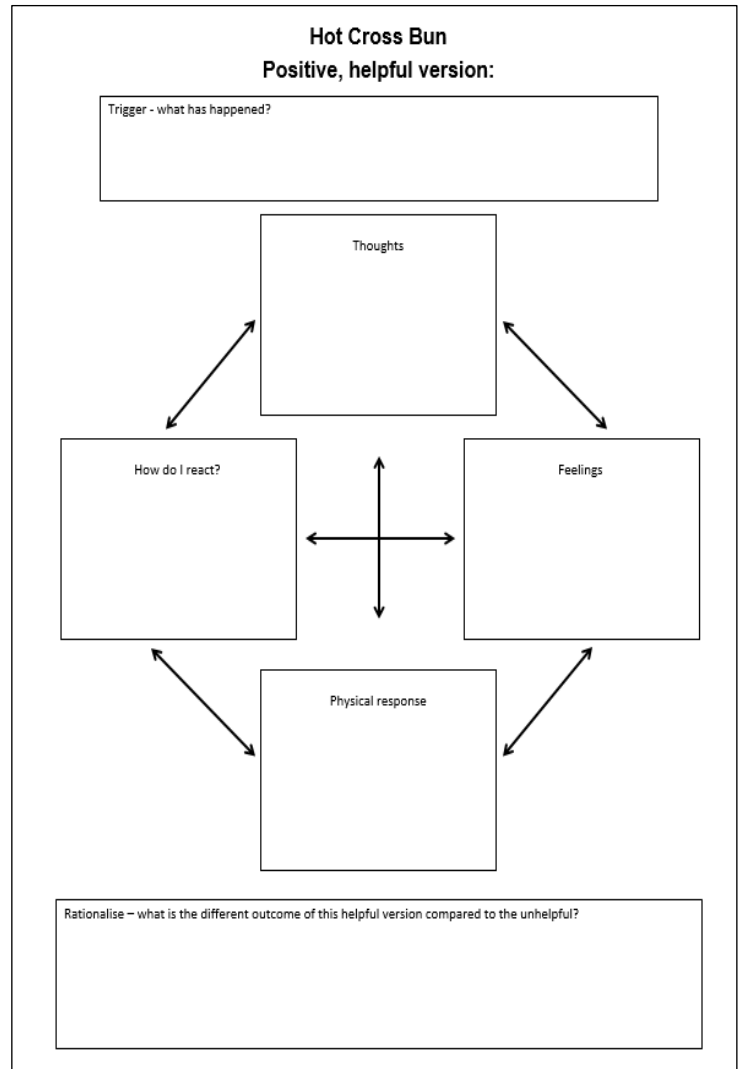 Hot Cross Bun
Positive, helpful version:
Trigger - what has happened?
Thoughts
How do I react?
Feelings
Physical response
Rationalise – what is the different outcome of this helpful version compared to the unhelpful?